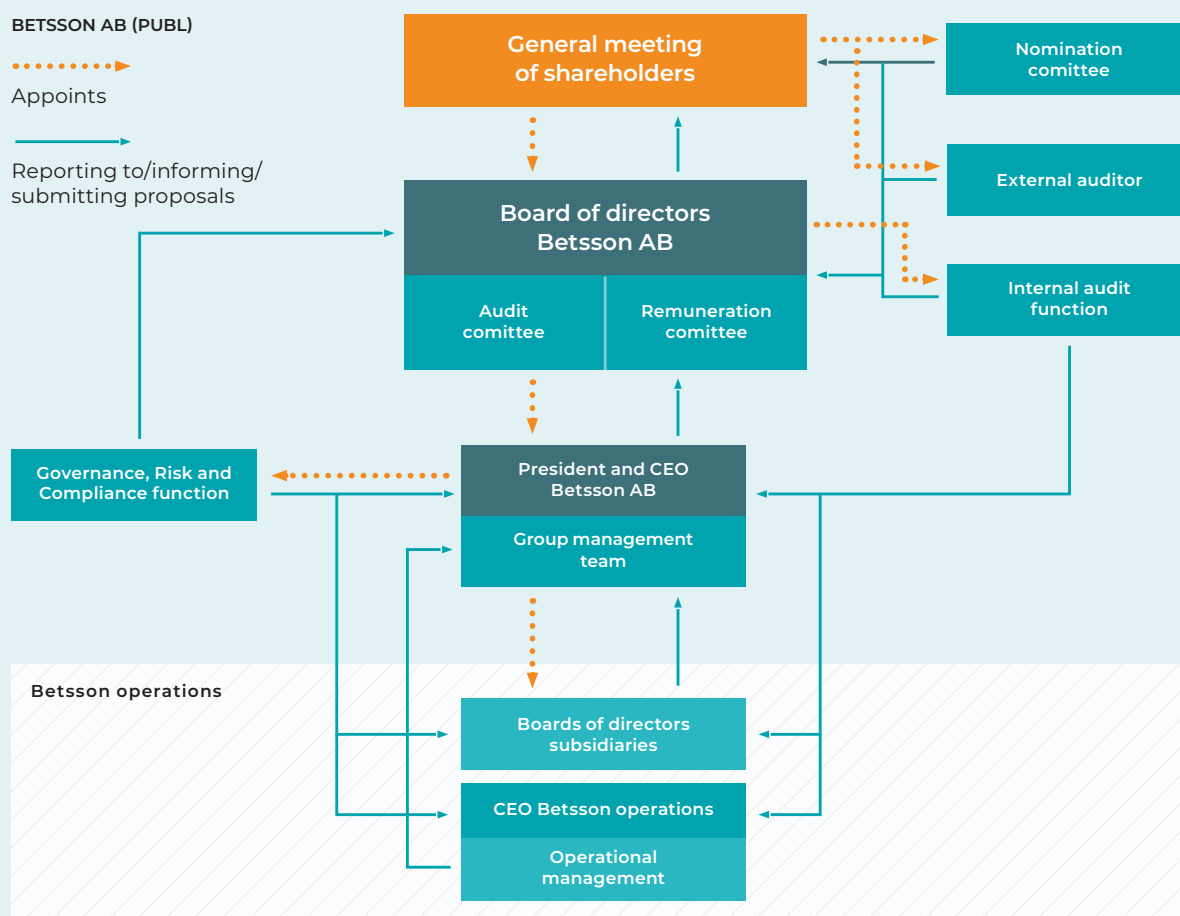 BETSSON AB (PUBL)
Appoints
Reporting to/informing/
submitting proposals
General meeting
of shareholders
Nomination
comittee
External auditor
Board of directors
Betsson AB
Audit
comittee
Remuneration
comittee
Internal audit
function
Governance, Risk and
Compliance function
President and CEO
Betsson AB
Group management
team
Betsson operations
Boards of directors
subsidiaries
CEO Betsson operations
Operational
management